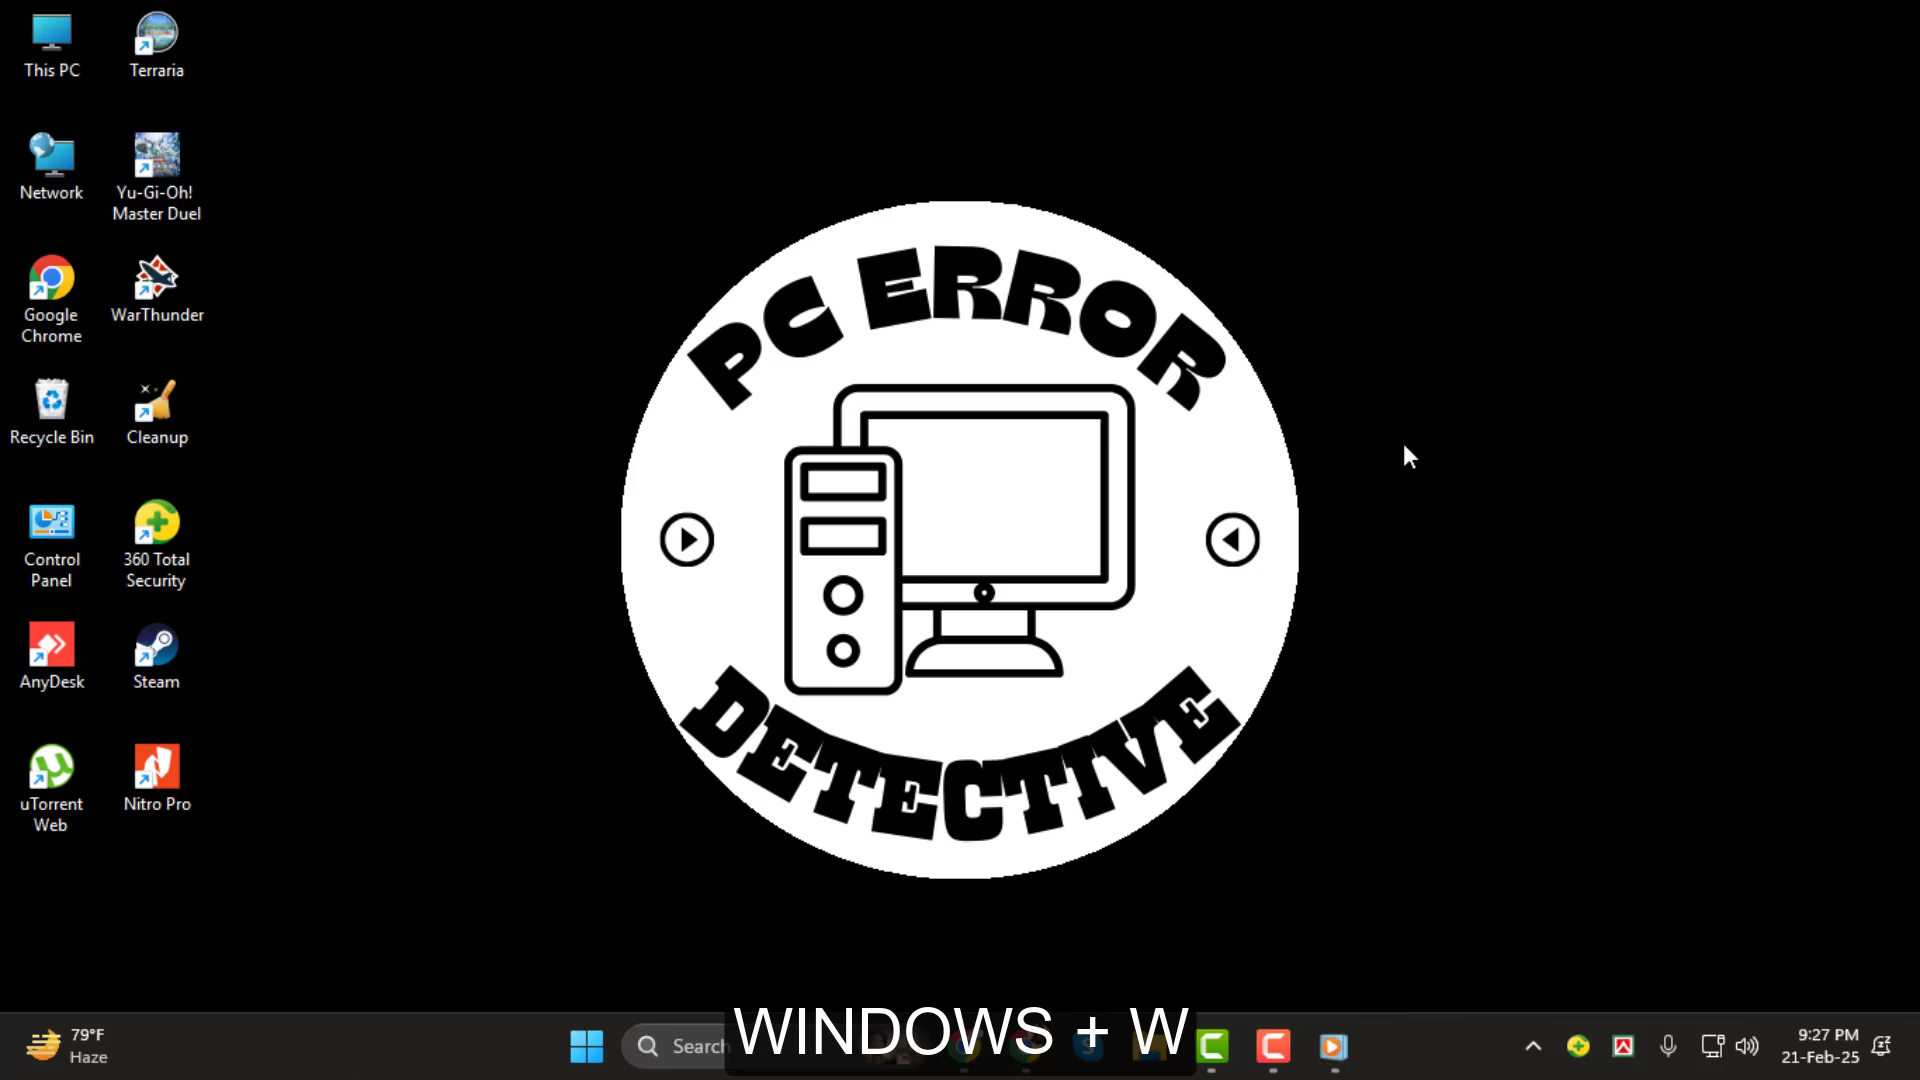 This PC
Terraria
Network
Yu-Gi-Oh!
Master Duel
Google
Chrome
WarThunder
Recycle Bin
Cleanup
Control
Panel
360 Total
Security
AnyDesk
Steam
uTorrent
Web
Nitro Pro
PC ERROR
DETECTIVE
79°F
Haze
Search
WINDOWS + W
9:27 PM
21-Feb-25